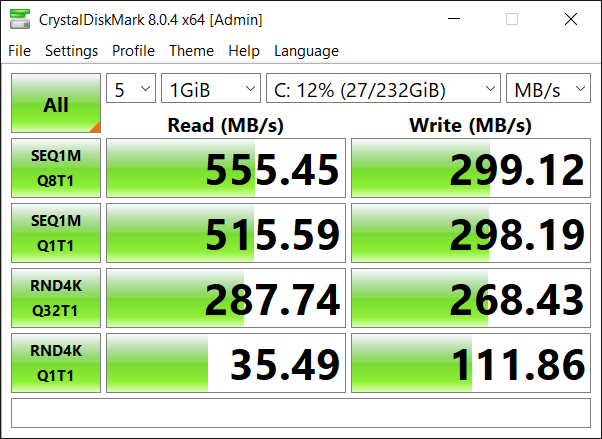 CrystalDiskMark 8.0.4 x64 [Admin]
File Settings Profile Theme Help Language
All 5 1GiB C: 12% (27/232GiB) MB/s
Read (MB/s) Write (MB/s)
SEQ1M
Q8T1
555.45 299.12
SEQ1M
Q1T1
515.59 298.19
RND4K
Q32T1
287.74 268.43
RND4K
Q1T1
35.49 111.86